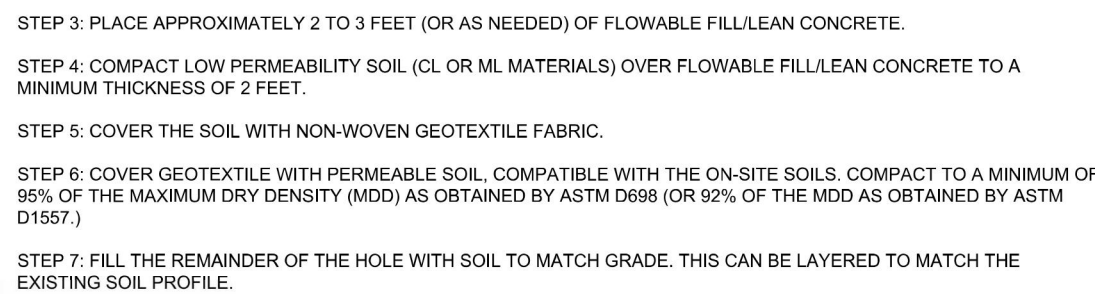 STEP 3: PLACE APPROXIMATELY 2 TO 3 FEET (OR AS NEEDED) OF FLOWABLE FILL/LEAN CONCRETE.
STEP 4: COMPACT LOW PERMEABILITY SOIL (CL OR ML MATERIALS) OVER FLOWABLE FILL/LEAN CONCRETE TO A
MINIMUM THICKNESS OF 2 FEET.
STEP 5: COVER THE SOIL WITH NON-WOVEN GEOTEXTILE FABRIC.
STEP 6: COVER GEOTEXTILE WITH PERMEABLE SOIL, COMPATIBLE WITH THE ON-SITE SOILS. COMPACT TO A MINIMUM OF
95% OF THE MAXIMUM DRY DENSITY (MDD) AS OBTAINED BY ASTM D698 (OR 92% OF THE MDD AS OBTAINED BY ASTM
D1557.)
STEP 7: FILL THE REMAINDER OF THE HOLE WITH SOIL TO MATCH GRADE. THIS CAN BE LAYERED TO MATCH THE
EXISTING SOIL PROFILE.